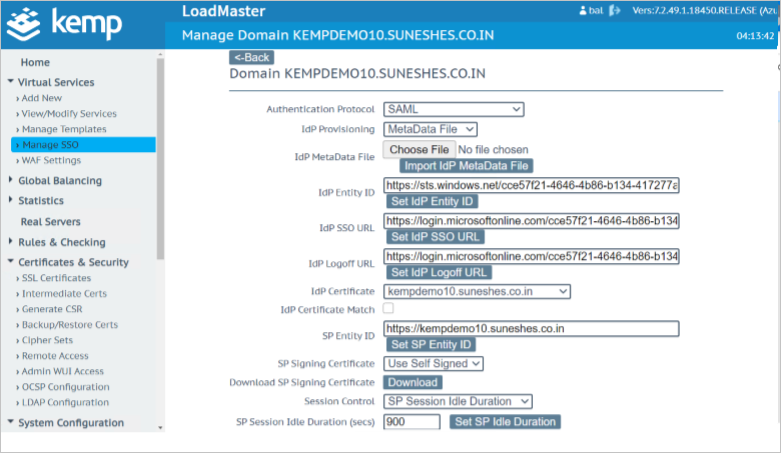 kemp
LoadMaster
bal
Vers:7.2.49.1.18450.RELEASE (Azu
Manage Domain KEMPDEMO10.SUNESHES.CO.IN
04:13:42
Home
Virtual Services
Add New
View/Modify Services
Manage Templates
Manage SSO
WAF Settings
Global Balancing
Statistics
Real Servers
Rules & Checking
Certificates & Security
SSL Certificates
Intermediate Certs
Generate CSR
Backup/Restore Certs
Cipher Sets
Remote Access
Admin WUI Access
OCSP Configuration
LDAP Configuration
System Configuration
<-Back
Domain KEMPDEMO10.SUNESHES.CO.IN
Authentication Protocol SAML
IdP Provisioning MetaData File
IdP MetaData File Choose File No file chosen
Import IdP MetaData File
IdP Entity ID https://sts.windows.net/cce57f21-4646-4b86-b134-417277a
Set IdP Entity ID
IdP SSO URL https://login.microsoftonline.com/cce57f21-4646-4b86-b134
Set IdP SSO URL
IdP Logoff URL https://login.microsoftonline.com/cce57f21-4646-4b86-b134
Set IdP Logoff URL
IdP Certificate kempdemo10.suneshes.co.in
IdP Certificate Match
SP Entity ID https://kempdemo10.suneshes.co.in
Set SP Entity ID
SP Signing Certificate Use Self Signed
Download SP Signing Certificate Download
Session Control SP Session Idle Duration
SP Session Idle Duration (secs) 900 Set SP Idle Duration